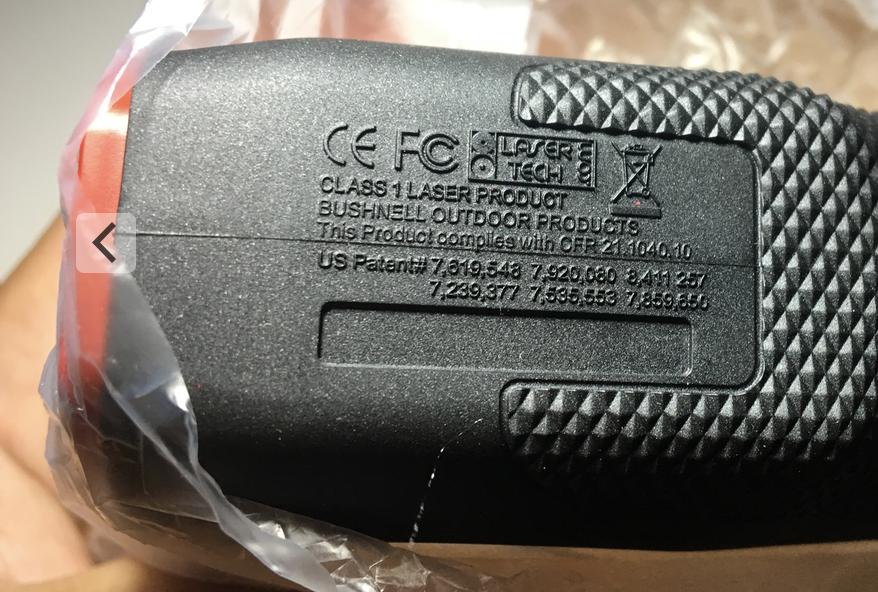 CE FC LASER TECH .com
CLASS 1 LASER PRODUCT
BUSHNELL OUTDOOR PRODUCTS
This Product complies with CFR 21 1040.10
US Patent# 7,619,548 7,920,080 8,411 257
7,239,377 7,535,553 7,859,650